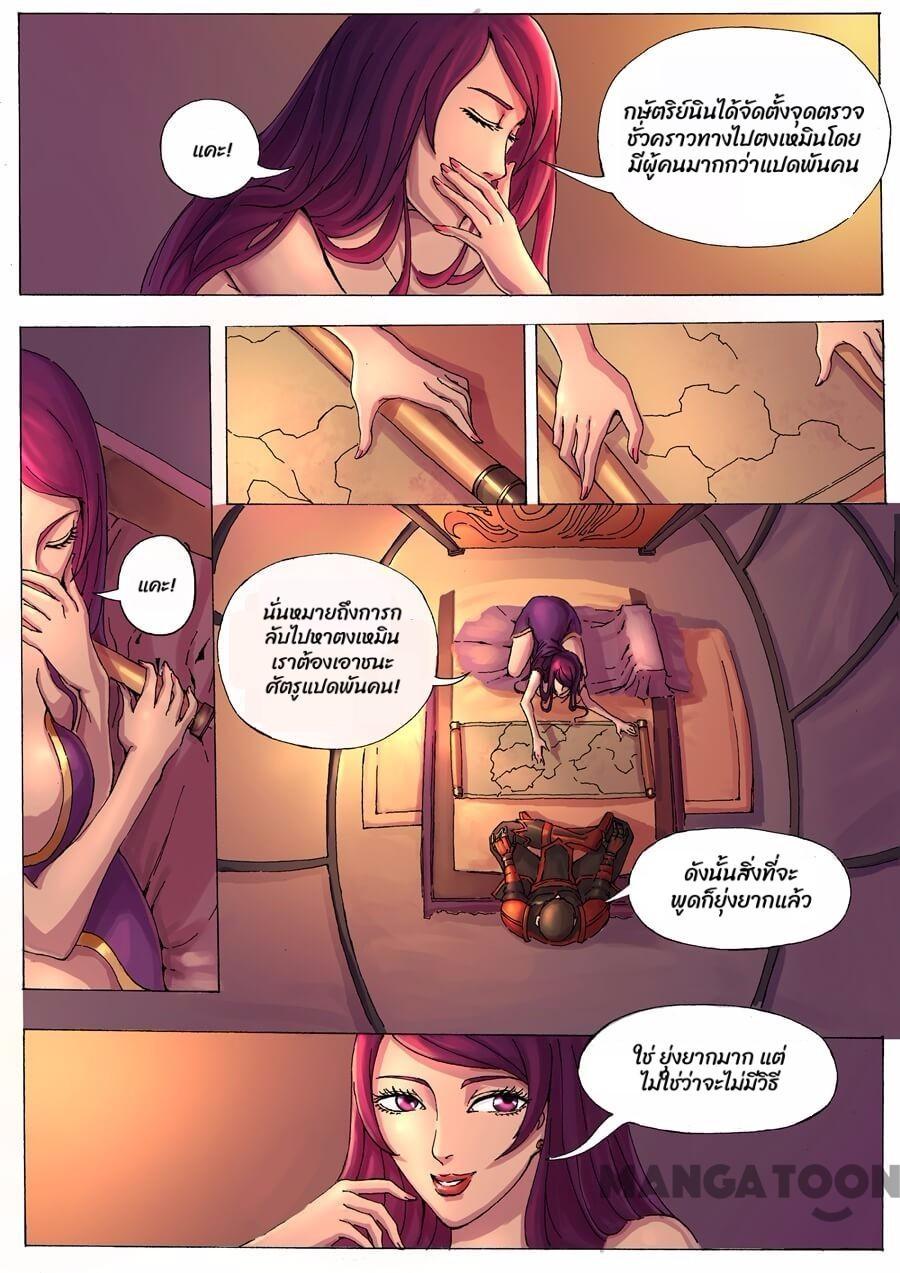 แคะ!
กษัตริย์นินได้จัดตั้งจุดตรวจ
ชั่วคราวทางไปตงเหมินโดย
มีผู้คนมากกว่าแปดพันคน
แคะ!
นั่นหมายถึงการก
ลับไปหาตงเหมิน
เราต้องเอาชนะ
ศัตรูแปดพันคน!
ดังนั้นสิ่งที่จะ
พูดก็ยุ่งยากแล้ว
ใช่ ยุ่งยากมาก แต่
ไม่ใช่ว่าจะไม่มีวิธี
MANGATOON